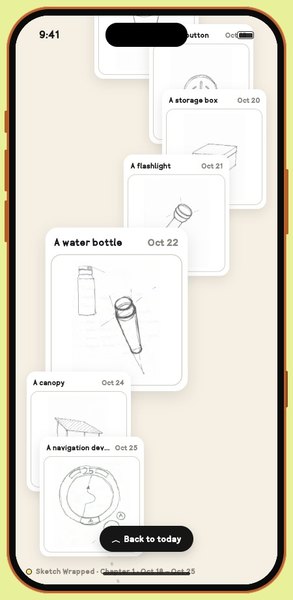 9:41
button Oct
A storage box Oct 20
A flashlight Oct 21
A water bottle Oct 22
A canopy Oct 24
A navigation dev... Oct 25
25
Back to today
Sketch Wrapped - Chapter 1: Oct 18 - Oct 25